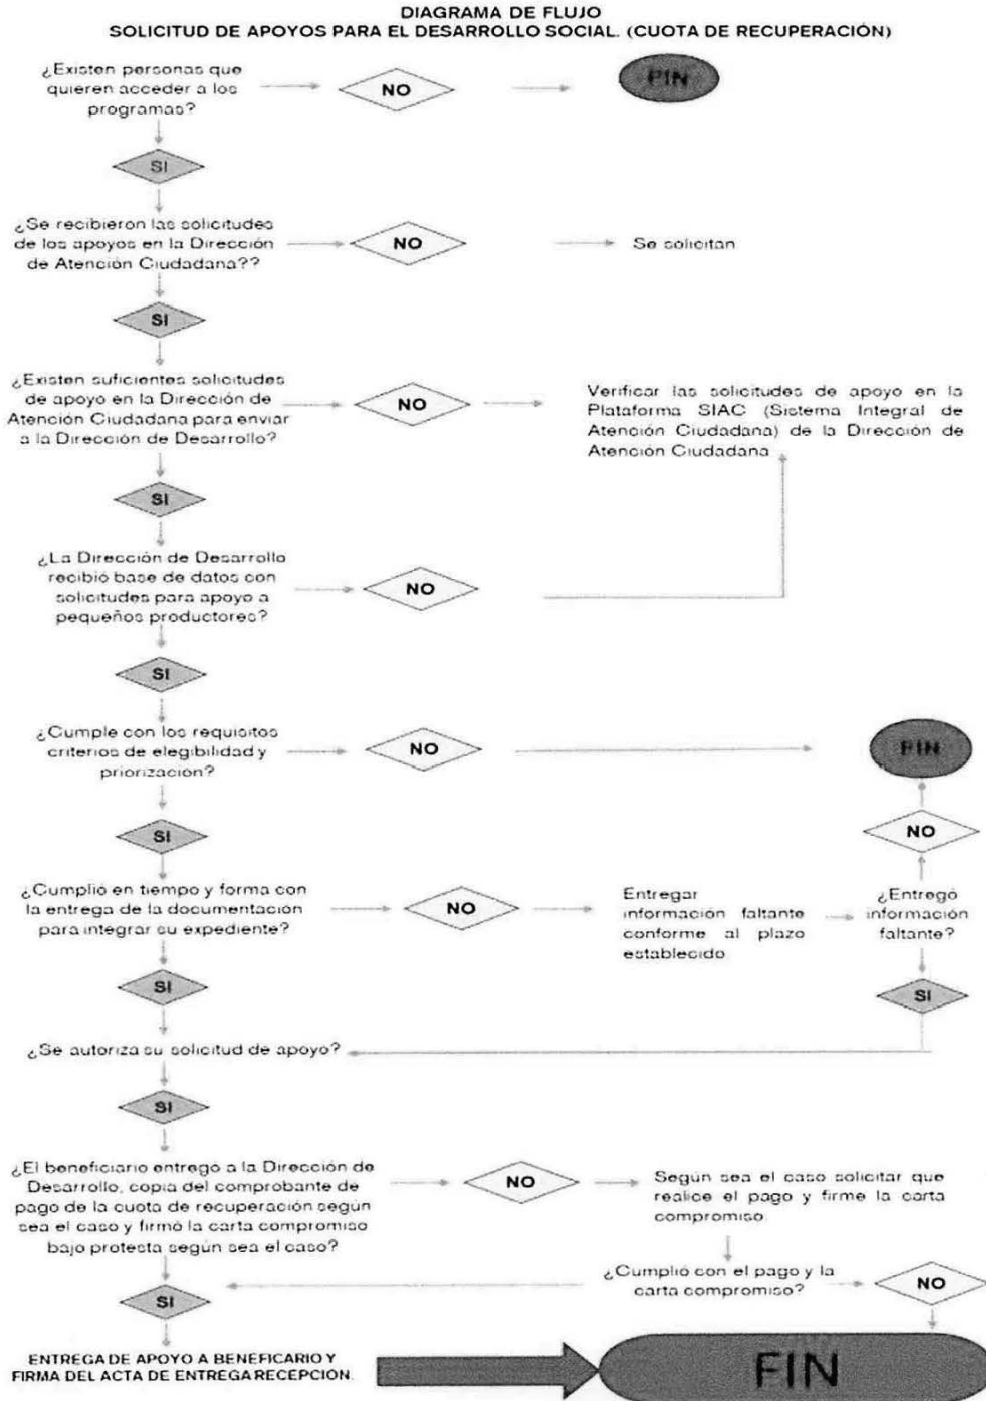 DIAGRAMA DE FLUJO
SOLICITUD DE APOYOS PARA EL DESARROLLO SOCIAL. (CUOTA DE RECUPERACIÓN)
¿Existen personas que
quieren acceder a los
programas?
NO
FIN
SI
¿Se recibieron las solicitudes
de los apoyos en la Dirección
de Atención Ciudadana??
NO
Se solicitan
SI
¿Existen suficientes solicitudes
de apoyo en la Dirección de
Atención Ciudadana para enviar
a la Dirección de Desarrollo?
NO
Verificar las solicitudes de apoyo en la
Plataforma SIAC (Sistema Integral de
Atención Ciudadana) de la Dirección de
Atención Ciudadana
SI
¿La Dirección de Desarrollo
recibió base de datos con
solicitudes para apoyo a
pequeños productores?
NO
SI
¿Cumple con los requisitos
criterios de elegibilidad y
priorización?
NO
FIN
SI
NO
¿Cumplió en tiempo y forma con
la entrega de la documentación
para integrar su expediente?
NO
Entregar
información faltante
conforme al plazo
establecido
¿Entregó
información
faltante?
SI
SI
¿Se autoriza su solicitud de apoyo?
SI
¿El beneficiario entregó a la Dirección de
Desarrollo, copia del comprobante de
pago de la cuota de recuperación según
sea el caso y firmó la carta compromiso
bajo protesta según sea el caso?
NO
Según sea el caso solicitar que
realice el pago y firme la carta
compromiso
¿Cumplió con el pago y la
carta compromiso?
NO
SI
ENTREGA DE APOYO A BENEFICARIO Y
FIRMA DEL ACTA DE ENTREGA RECEPCION.
FIN